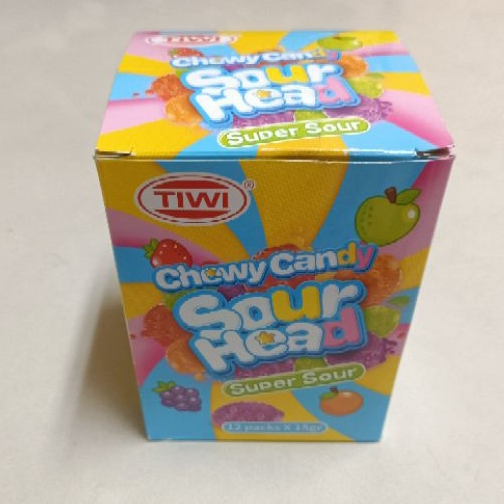 TIWI
Chewy Candy
Sour
Head
Super Sour
TIWI®
Chewy Candy
Sour
Head
Super Sour
12 packs X 15gr